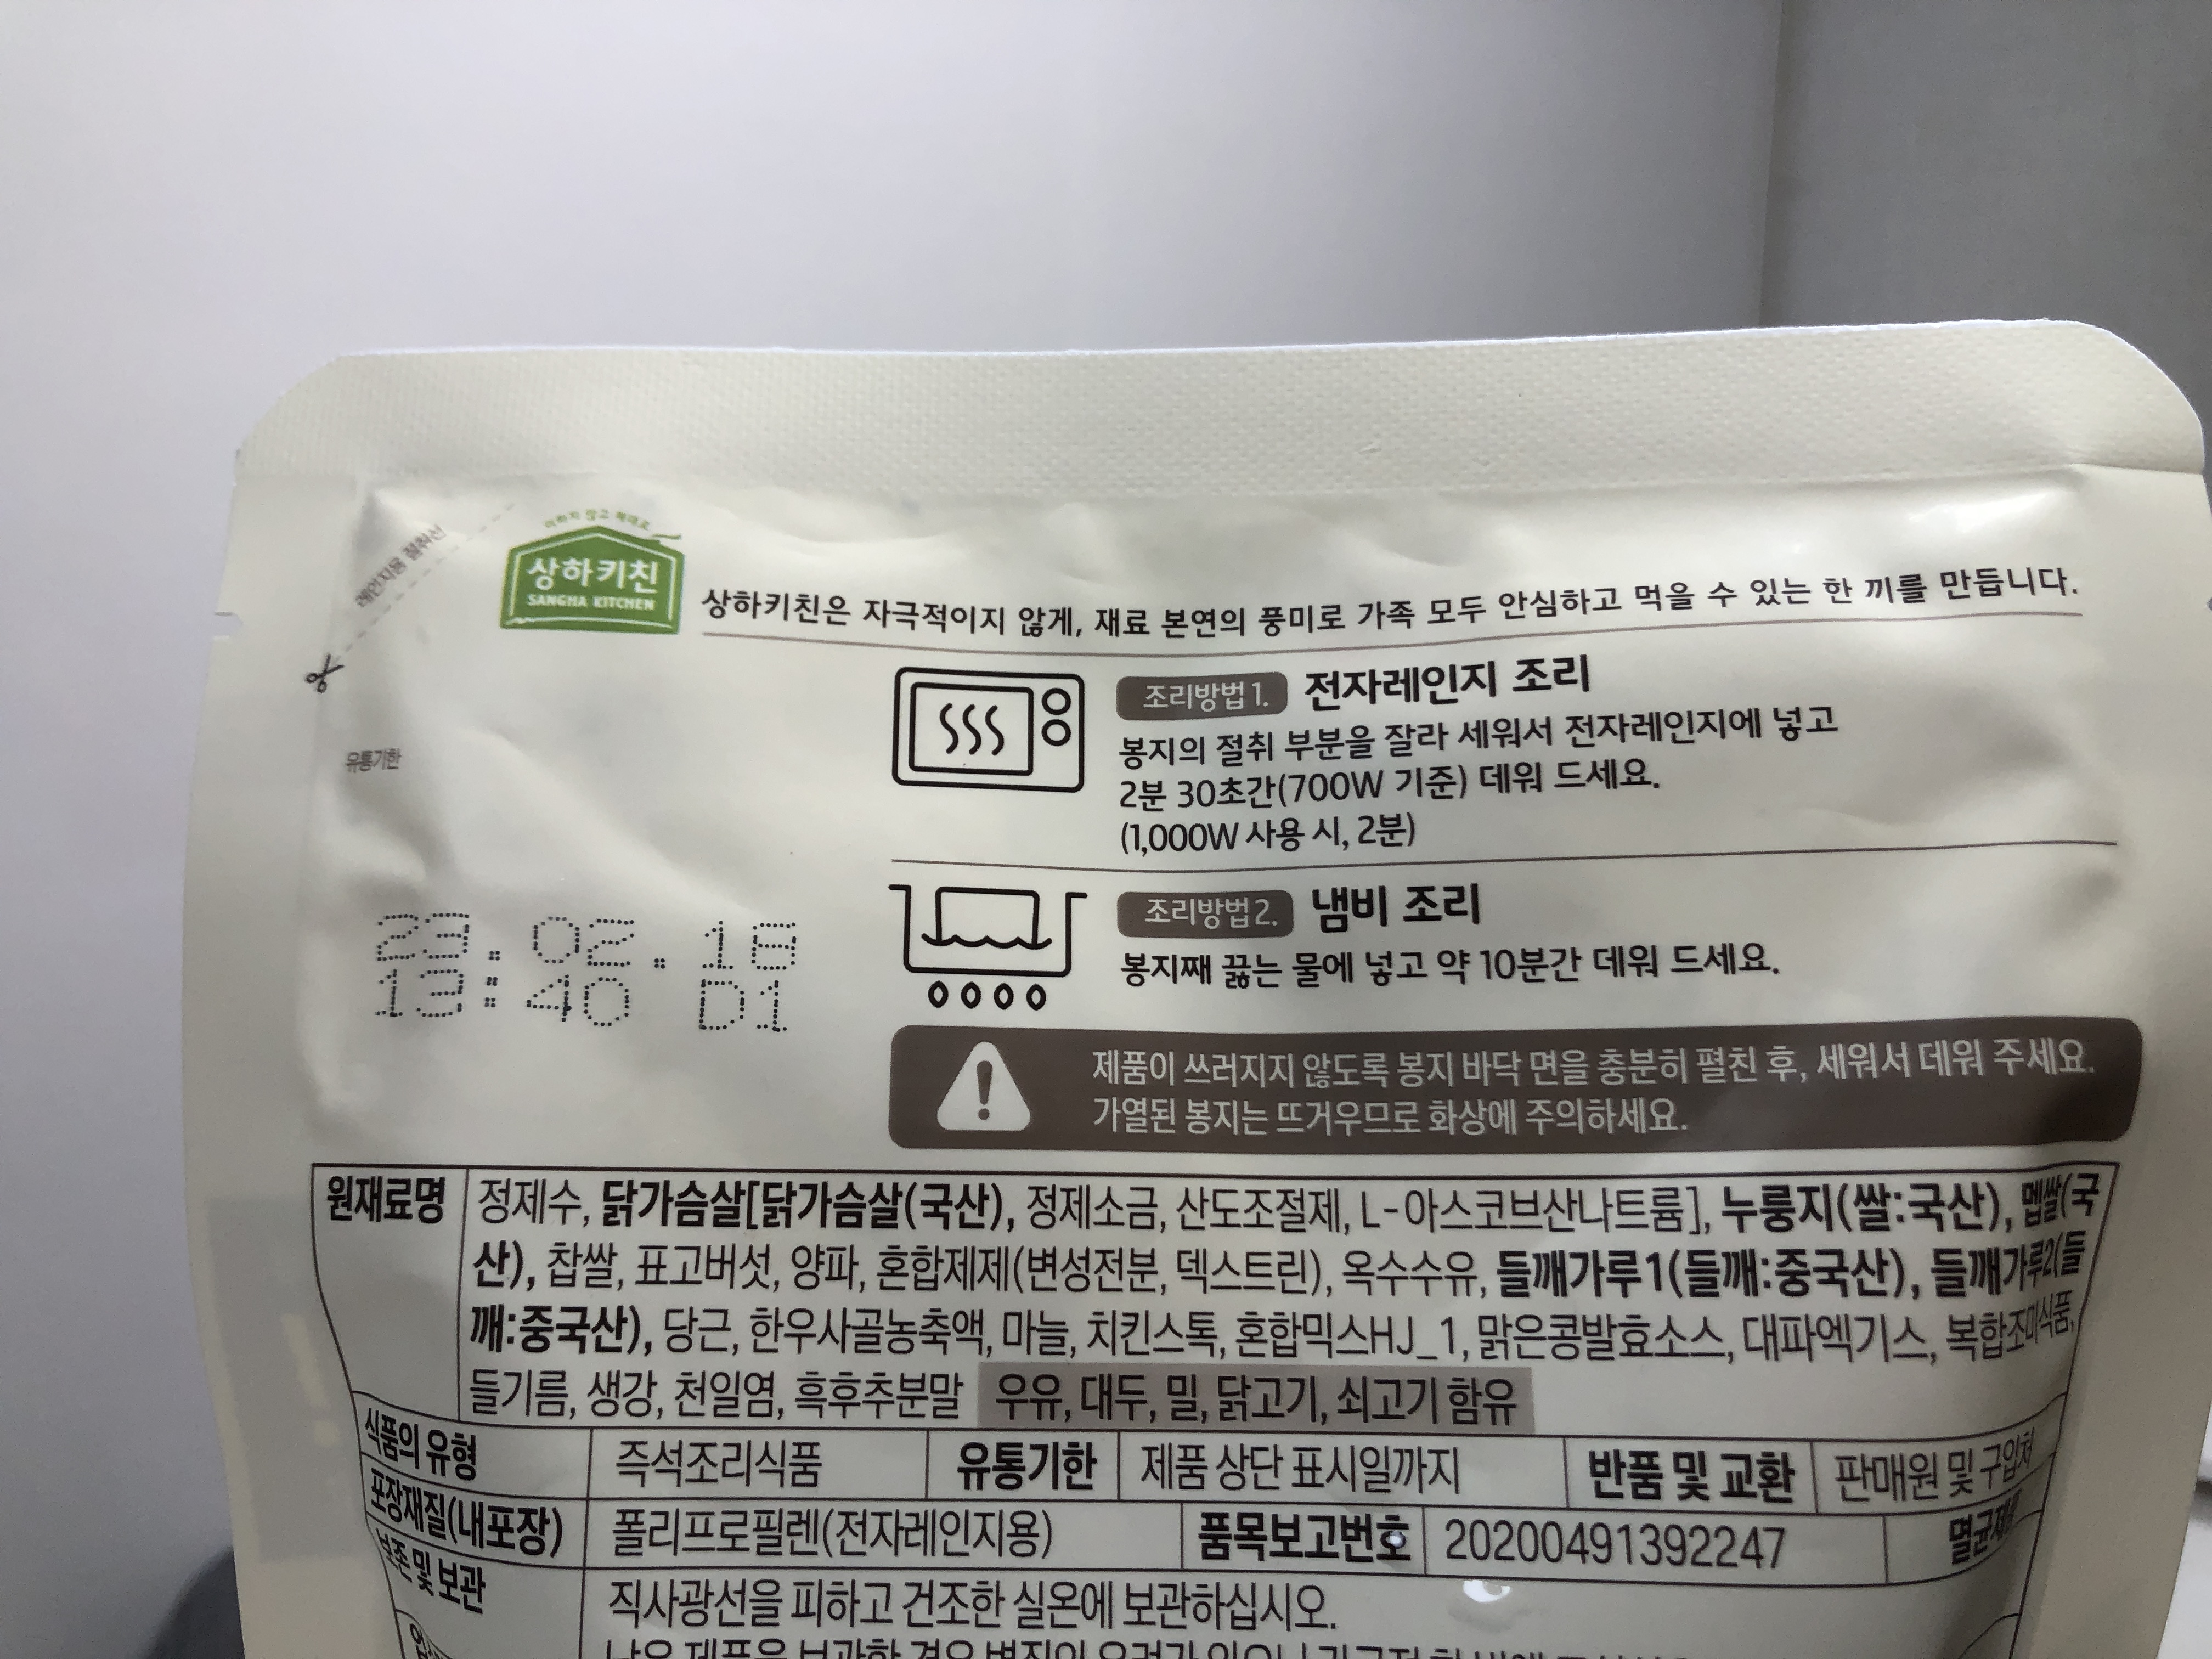 레인지용 절취선
상하키친
SANGHA KITCHEN
상하키친은 자극적이지 않게, 재료 본연의 풍미로 가족 모두 안심하고 먹을 수 있는 한 끼를 만듭니다.
유통기한
23.02.18
13:40 D1
조리방법1. 전자레인지 조리
봉지의 절취 부분을 잘라 세워서 전자레인지에 넣고
2분 30초간(700W 기준) 데워 드세요.
(1,000W 사용 시, 2분)
조리방법2. 냄비 조리
봉지째 끓는 물에 넣고 약 10분간 데워 드세요.
제품이 쓰러지지 않도록 봉지 바닥 면을 충분히 펼친 후, 세워서 데워 주세요.
가열된 봉지는 뜨거우므로 화상에 주의하세요.
원재료명 정제수, 닭가슴살[닭가슴살(국산), 정제소금, 산도조절제, L-아스코브산나트륨], 누룽지(쌀:국산), 멥쌀(국
산), 찹쌀, 표고버섯, 양파, 혼합제제(변성전분, 덱스트린), 옥수수유, 들깨가루1(들깨:중국산), 들깨가루2(들
깨:중국산), 당근, 한우사골농축액, 마늘, 치킨스톡, 혼합믹스HJ_1, 맑은콩발효소스, 대파엑기스, 복합조미식품,
들기름, 생강, 천일염, 흑후추분말 우유, 대두, 밀, 닭고기, 쇠고기 함유
식품의 유형 즉석조리식품 유통기한 제품 상단 표시일까지 반품 및 교환 판매원 및 구입처
포장재질(내포장) 폴리프로필렌(전자레인지용) 품목보고번호 20200491392247 멸균제품
보존 및 보관 직사광선을 피하고 건조한 실온에 보관하십시오.